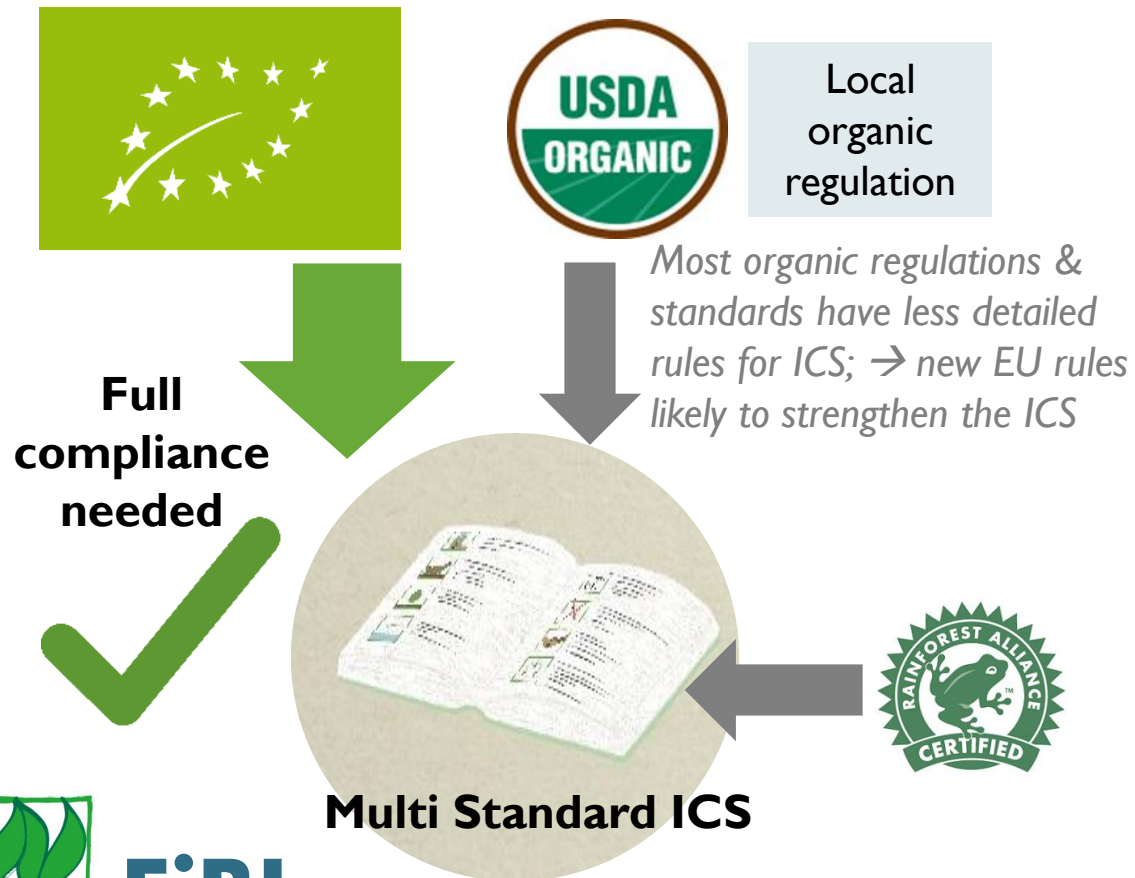 USDA
ORGANIC
Local
organic
regulation
Most organic regulations &
standards have less detailed
rules for ICS; → new EU rules
likely to strengthen the ICS
Full
compliance
needed
RAINFOREST ALLIANCE
TM
CERTIFIED
Multi Standard ICS
FiBL